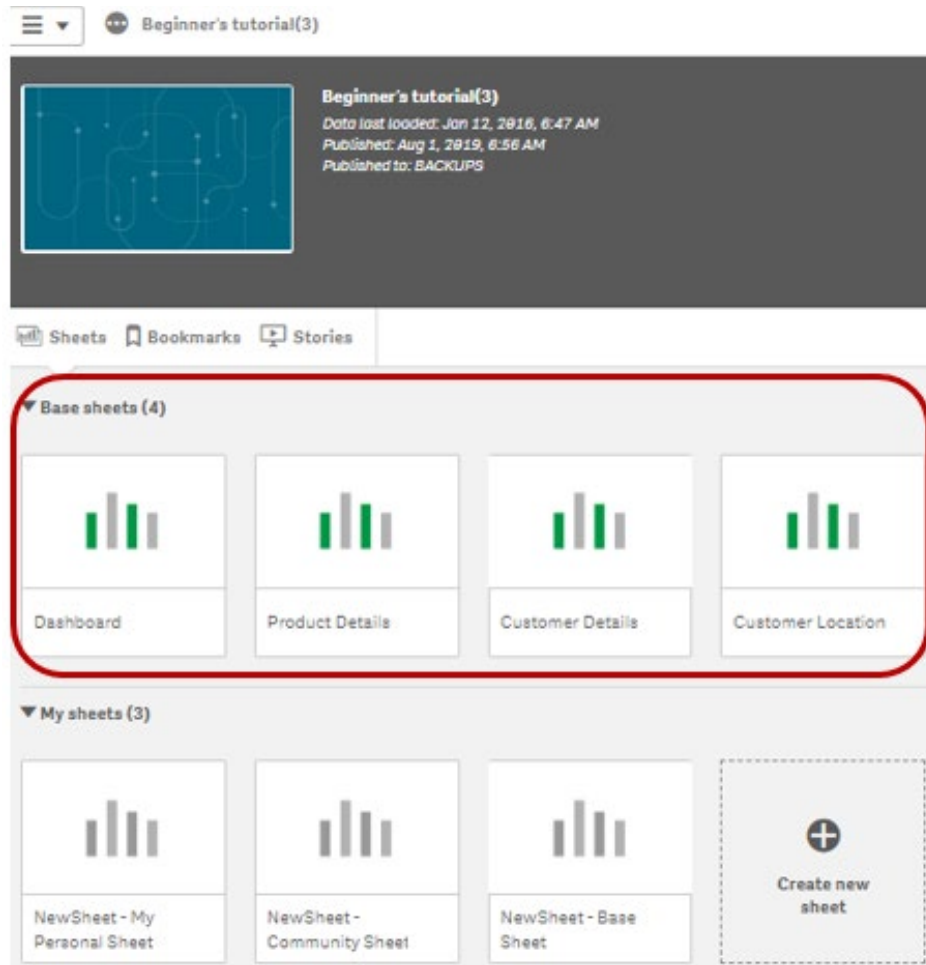 Beginner's tutorial(3)
Beginner's tutorial(3)
Data last loaded: Jan 12, 2016, 6:47 AM
Published: Aug 1, 2019, 6:56 AM
Published to: BACKUPS
Sheets Bookmarks Stories
Base sheets (4)
Dashboard
Product Details
Customer Details
Customer Location
My sheets (3)
NewSheet - My
Personal Sheet
NewSheet -
Community Sheet
NewSheet - Base
Sheet
Create new
sheet